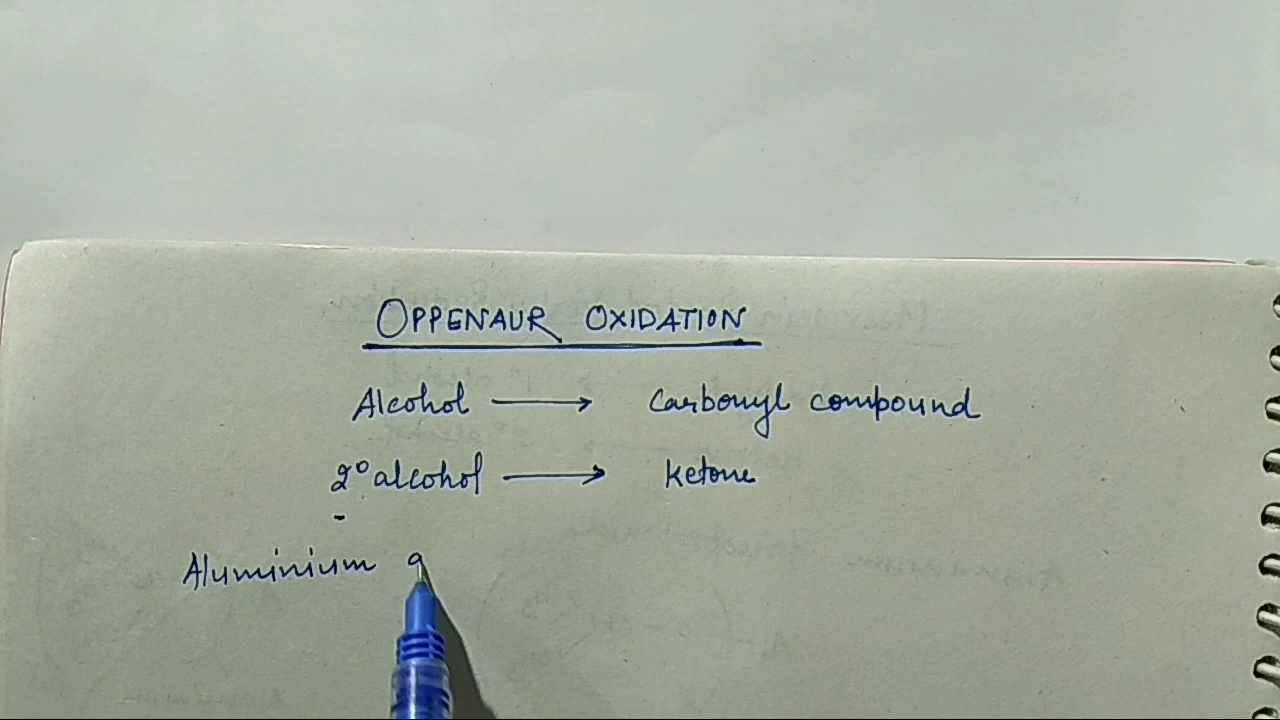 OPPENAUR OXIDATION
Alcohol ⟶ Carbonyl compound
2° alcohol ⟶ Ketone
Aluminium